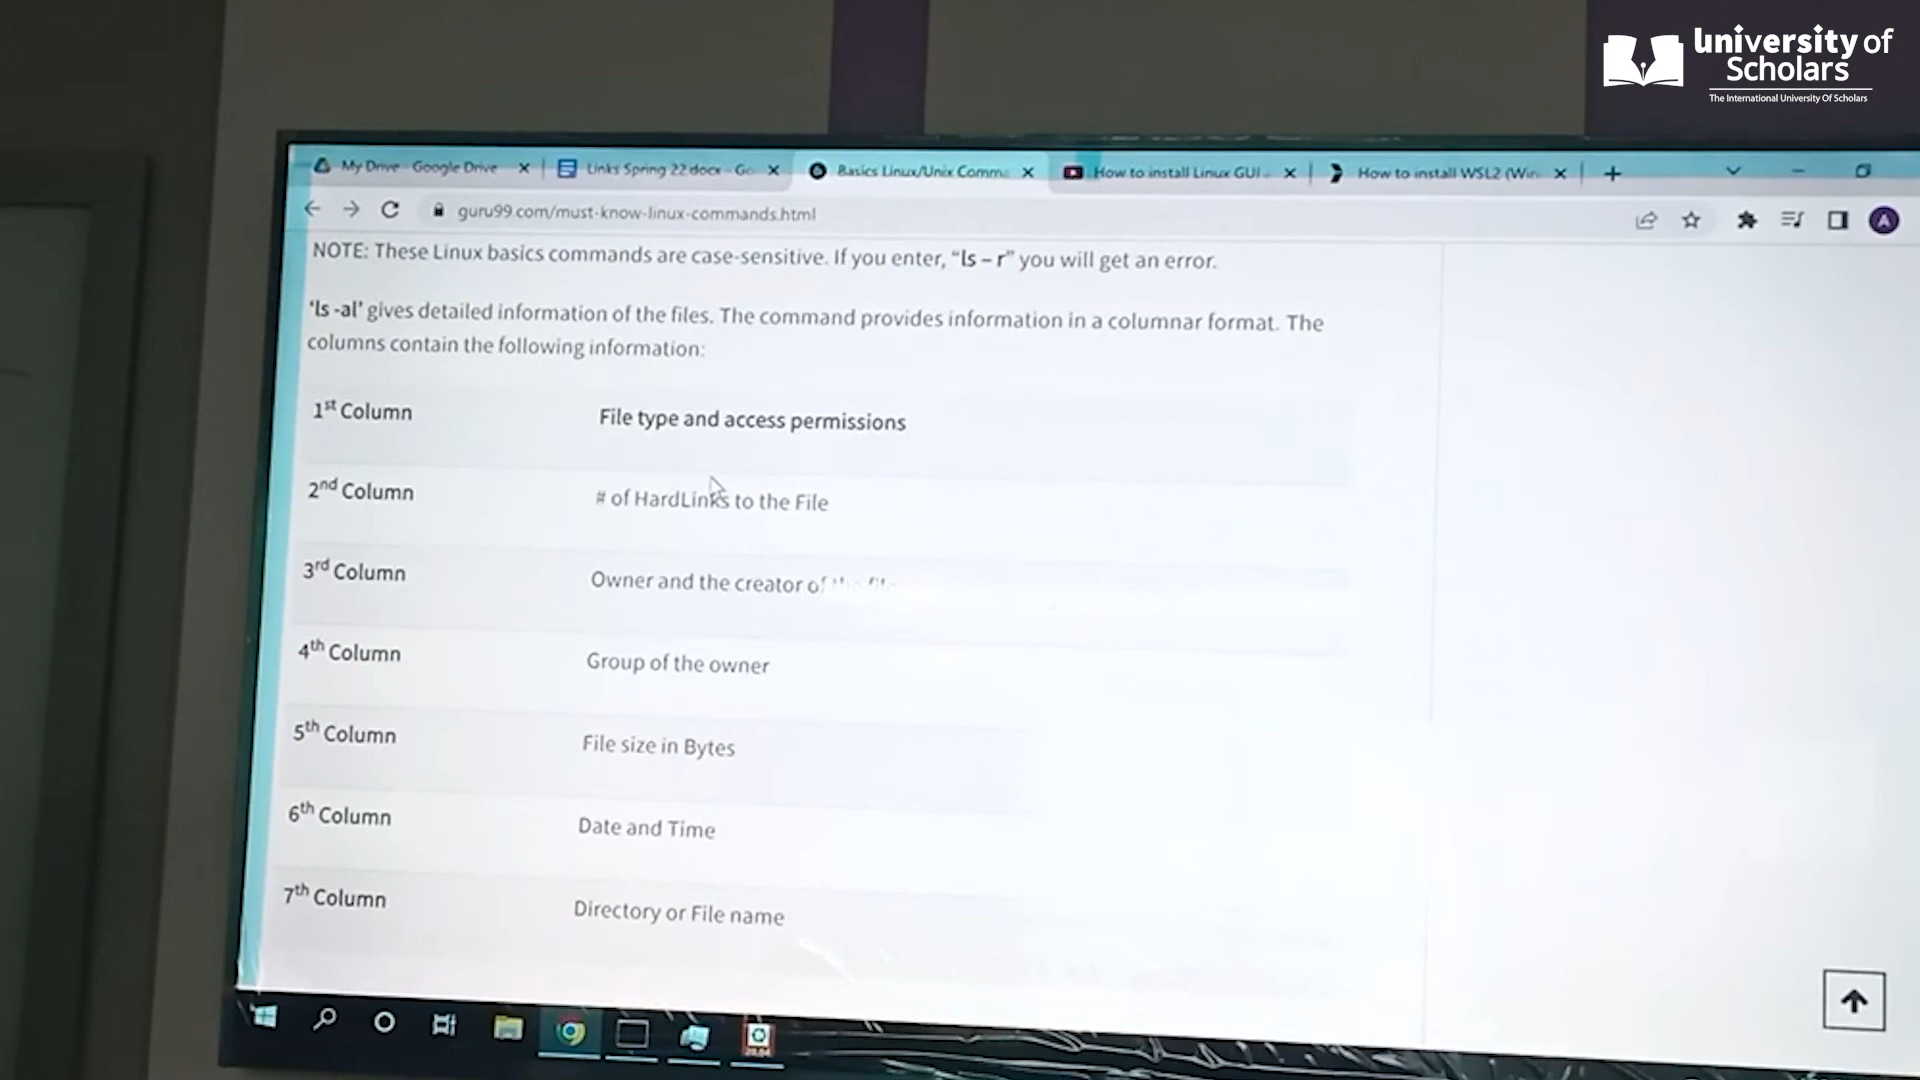 University of
Scholars
The International University Of Scholars
My Drive - Google Drive
Links Spring 22.docx - Go
Basics Linux/Unix Comma
How to install Linux GUI
How to install WSL2 (Win
guru99.com/must-know-linux-commands.html
A
NOTE: These Linux basics commands are case-sensitive. If you enter, “ls – r” you will get an error.
‘ls -al’ gives detailed information of the files. The command provides information in a columnar format. The
columns contain the following information:
1st Column File type and access permissions
2nd Column # of HardLinks to the File
3rd Column Owner and the creator of the file
4th Column Group of the owner
5th Column File size in Bytes
6th Column Date and Time
7th Column Directory or File name